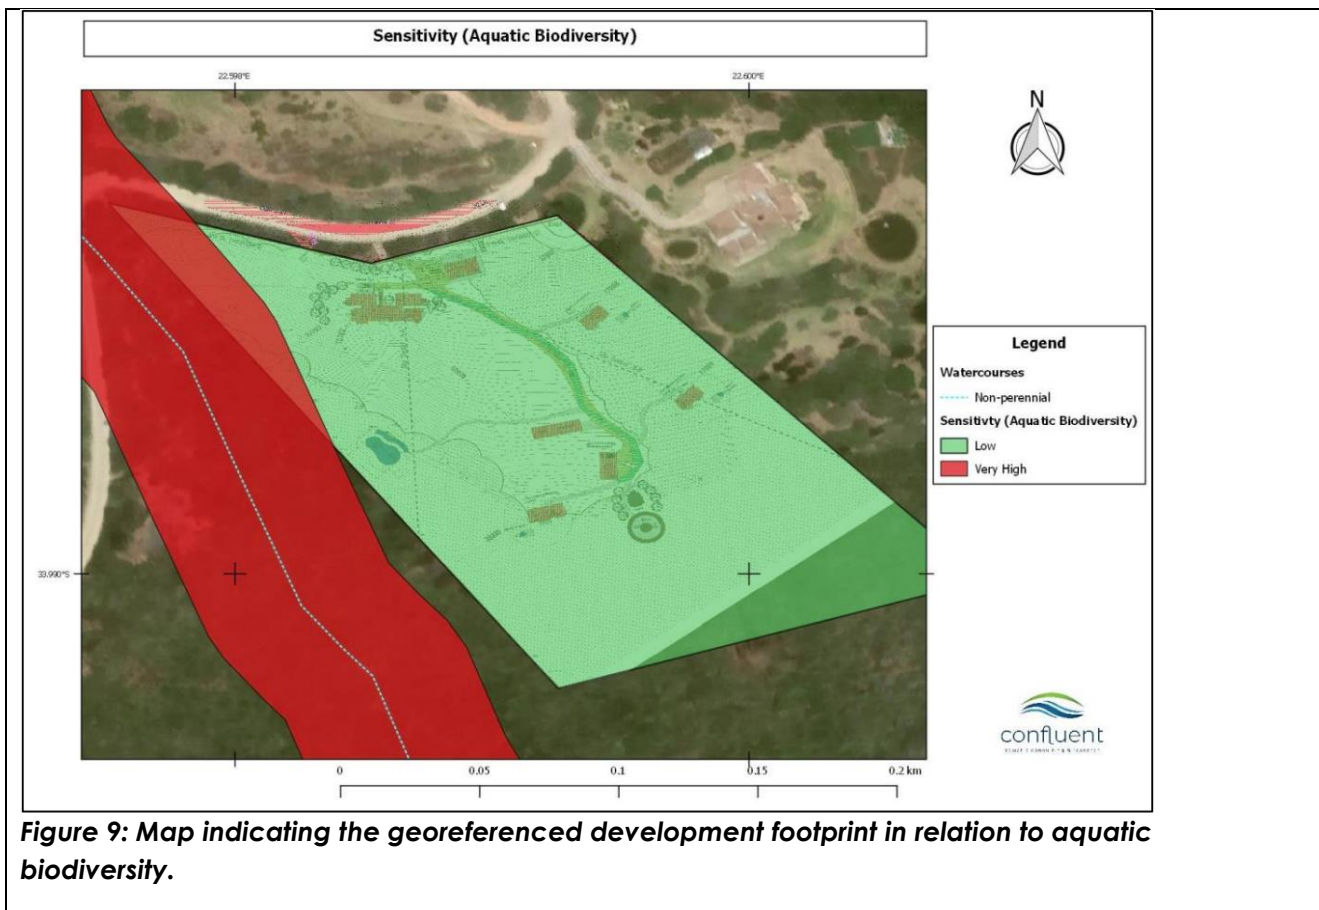 Sensitivity (Aquatic Biodiversity)
22.598°E
22.600°E
N
Legend
Watercourses
Non-perennial
Sensitivty (Aquatic Biodiversity)
Low
Very High
33.990°S
confluent
0
0.05
0.1
0.15
0.2 km
Figure 9: Map indicating the georeferenced development footprint in relation to aquatic
biodiversity.